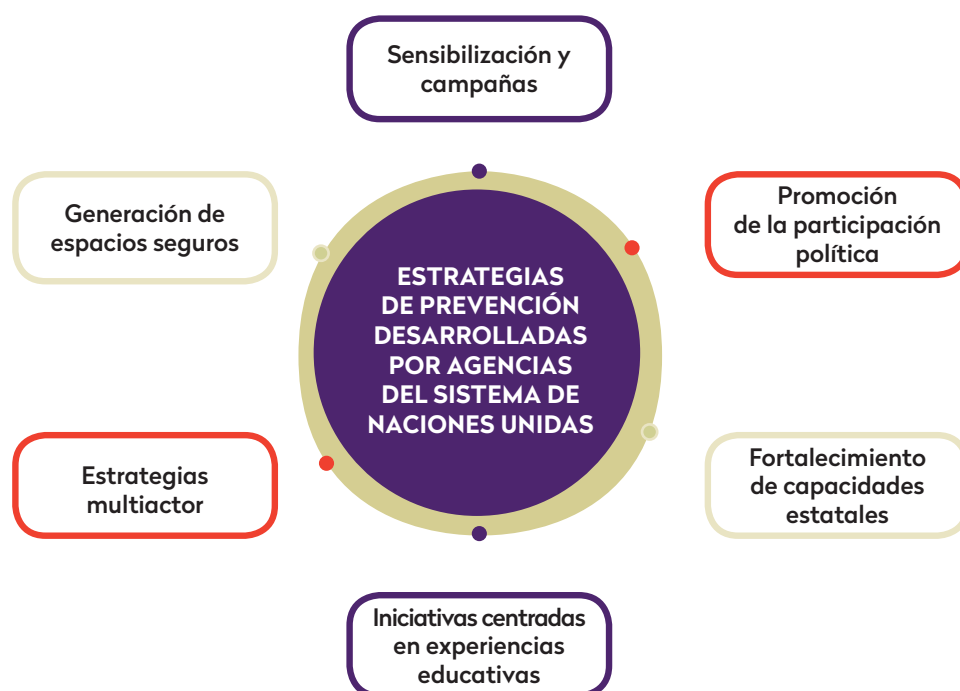 Sensibilización y
campañas
Generación de
espacios seguros
Promoción
de la participación
política
ESTRATEGIAS
DE PREVENCIÓN
DESARROLLADAS
POR AGENCIAS
DEL SISTEMA DE
NACIONES UNIDAS
Estrategias
multiactor
Fortalecimiento
de capacidades
estatales
Iniciativas centradas
en experiencias
educativas